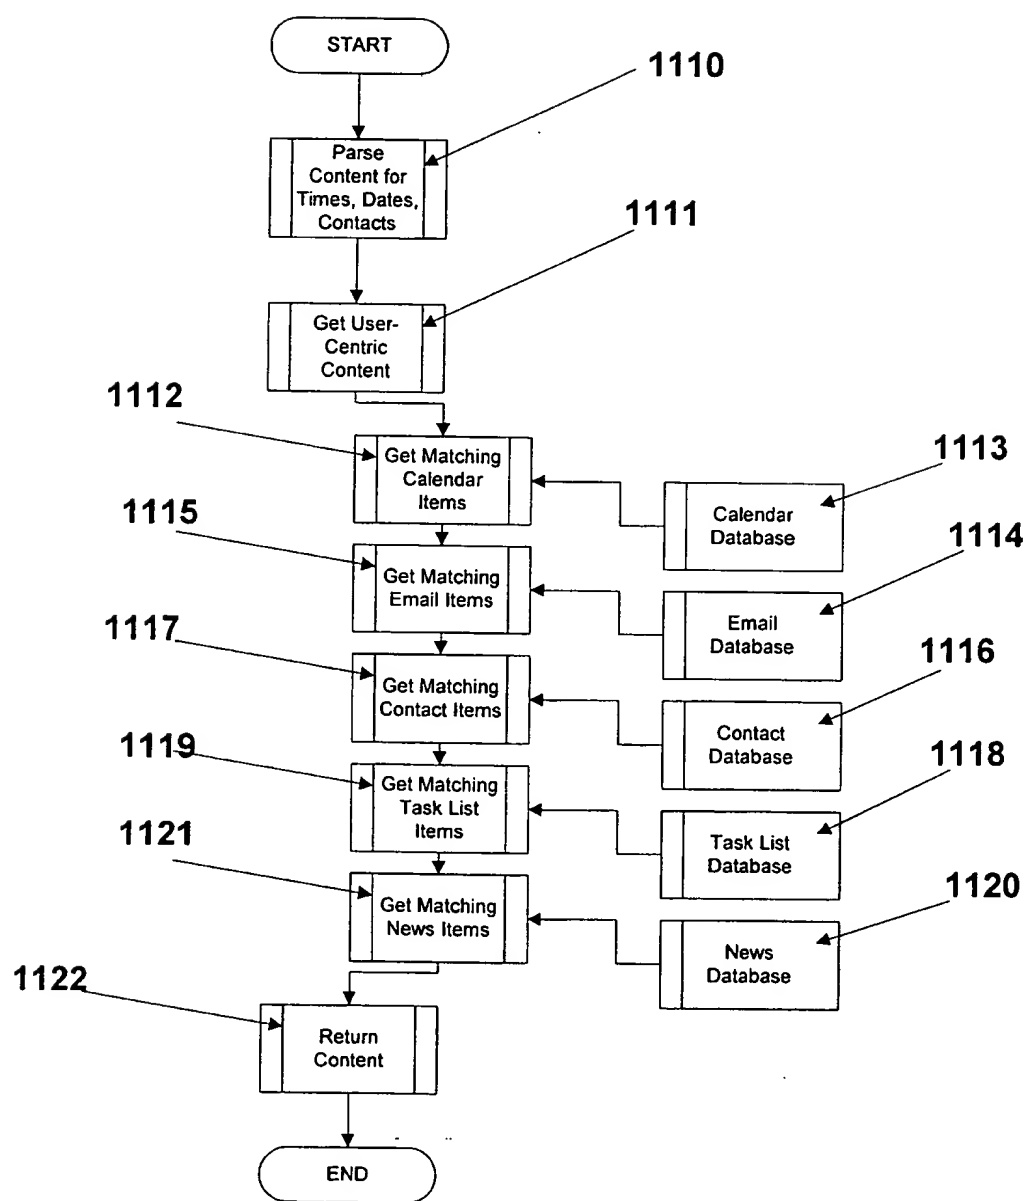 START
1110
Parse
Content for
Times, Dates,
Contacts
1111
Get User-
Centric
Content
1112
Get Matching
Calendar
Items
1113
Calendar
Database
1115
Get Matching
Email Items
1114
Email
Database
1117
Get Matching
Contact Items
1116
Contact
Database
1119
Get Matching
Task List
Items
1118
Task List
Database
1121
Get Matching
News Items
1120
News
Database
1122
Return
Content
END